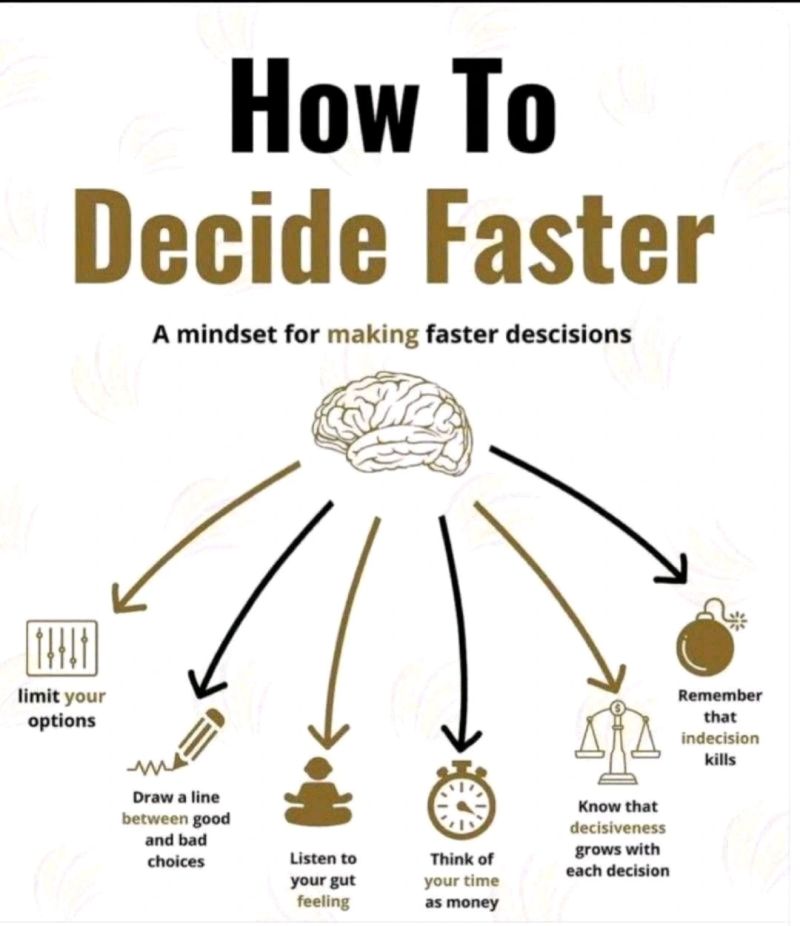 How To
Decide Faster
A mindset for making faster descisions
limit your
options
Draw a line
between good
and bad
choices
Listen to
your gut
feeling
Think of
your time
as money
$
Know that
decisiveness
grows with
each decision
Remember
that
indecision
kills